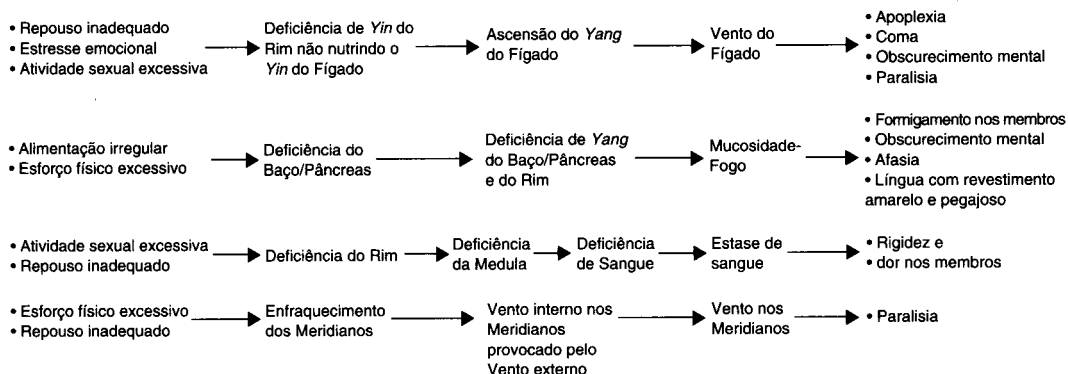 • Repouso inadequado
• Estresse emocional
• Atividade sexual excessiva
Deficiência de Yin do
Rim não nutrindo o
Yin do Fígado
Ascensão do Yang
do Fígado
Vento do
Fígado
• Apoplexia
• Coma
• Obscurecimento mental
• Paralisia
• Alimentação irregular
• Esforço físico excessivo
Deficiência do
Baço/Pâncreas
Deficiência de Yang
do Baço/Pâncreas
e do Rim
Mucosidade-
Fogo
• Formigamento nos membros
• Obscurecimento mental
• Afasia
• Língua com revestimento
amarelo e pegajoso
• Atividade sexual excessiva
• Repouso inadequado
Deficiência do Rim
Deficiência
da Medula
Deficiência
de Sangue
Estase de
sangue
• Rigidez e
• dor nos membros
• Esforço físico excessivo
• Repouso inadequado
Enfraquecimento
dos Meridianos
Vento interno nos
Meridianos
provocado pelo
Vento externo
Vento nos
Meridianos
• Paralisia